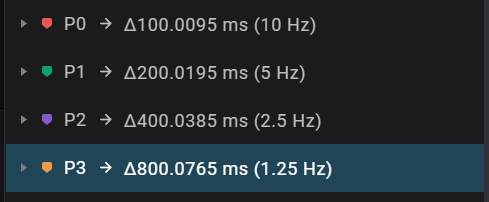 P0 → Δ100.0095 ms (10 Hz)
P1 → Δ200.0195 ms (5 Hz)
P2 → Δ400.0385 ms (2.5 Hz)
P3 → Δ800.0765 ms (1.25 Hz)